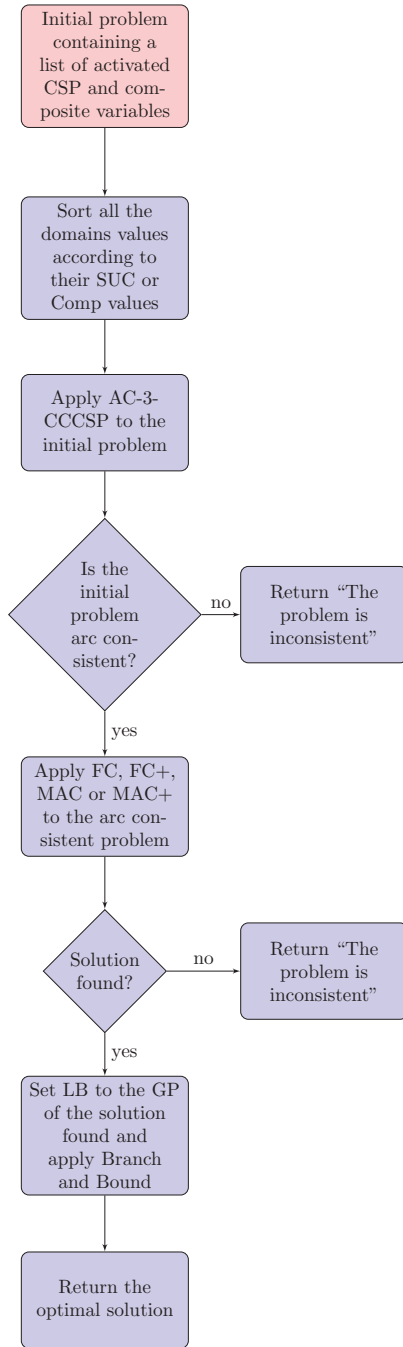 Initial problem
containing a
list of activated
CSP and com-
posite variables
Sort all the
domains values
according to
their SUC or
Comp values
Apply AC-3-
CCCSP to the
initial problem
Is the
initial
problem
arc con-
sistent?
no
Return “The
problem is
inconsistent”
yes
Apply FC, FC+,
MAC or MAC+
to the arc con-
sistent problem
Solution
found?
no
Return “The
problem is
inconsistent”
yes
Set LB to the GP
of the solution
found and
apply Branch
and Bound
Return the
optimal solution